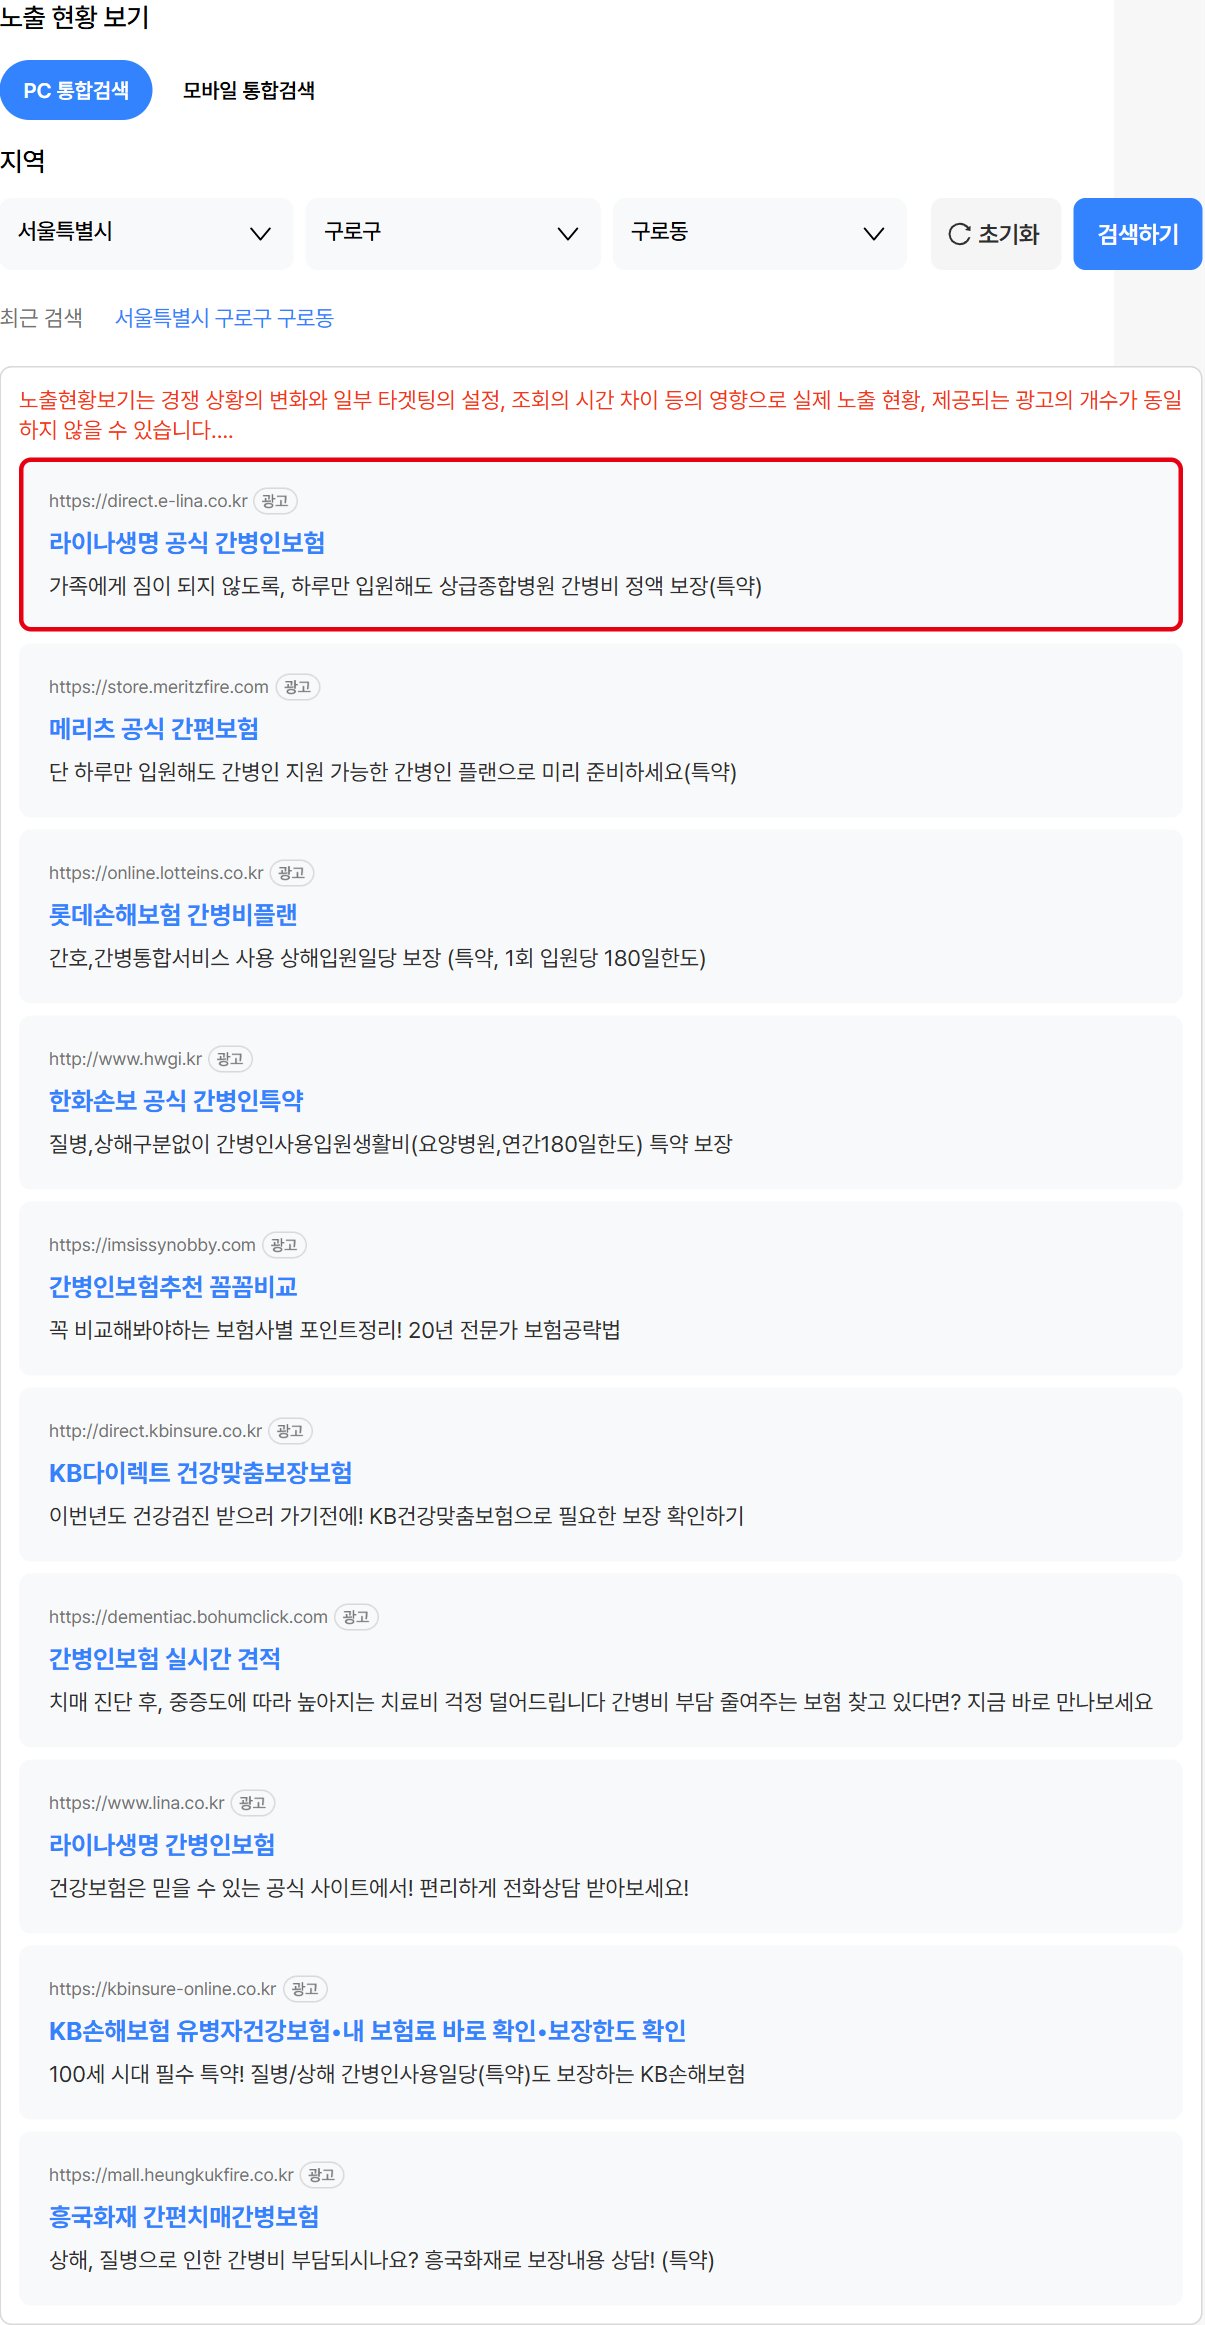 노출 현황 보기
PC 통합검색 모바일 통합검색
지역
서울특별시 구로구 구로동 초기화 검색하기
최근 검색 서울특별시 구로구 구로동
노출현황보기는 경쟁 상황의 변화와 일부 타겟팅의 설정, 조회의 시간 차이 등의 영향으로 실제 노출 현황, 제공되는 광고의 개수가 동일
하지 않을 수 있습니다....
https://direct.e-lina.co.kr 광고
라이나생명 공식 간병인보험
가족에게 짐이 되지 않도록, 하루만 입원해도 상급종합병원 간병비 정액 보장(특약)
https://store.meritzfire.com 광고
메리츠 공식 간편보험
단 하루만 입원해도 간병인 지원 가능한 간병인 플랜으로 미리 준비하세요(특약)
https://online.lotteins.co.kr 광고
롯데손해보험 간병비플랜
간호,간병통합서비스 사용 상해입원일당 보장 (특약, 1회 입원당 180일한도)
http://www.hwgi.kr 광고
한화손보 공식 간병인특약
질병,상해구분없이 간병인사용입원생활비(요양병원,연간180일한도) 특약 보장
https://imsissynobby.com 광고
간병인보험추천 꼼꼼비교
꼭 비교해봐야하는 보험사별 포인트정리! 20년 전문가 보험공략법
http://direct.kbinsure.co.kr 광고
KB다이렉트 건강맞춤보장보험
이번년도 건강검진 받으러 가기전에! KB건강맞춤보험으로 필요한 보장 확인하기
https://dementiac.bohumclick.com 광고
간병인보험 실시간 견적
치매 진단 후, 중증도에 따라 높아지는 치료비 걱정 덜어드립니다 간병비 부담 줄여주는 보험 찾고 있다면? 지금 바로 만나보세요
https://www.lina.co.kr 광고
라이나생명 간병인보험
건강보험은 믿을 수 있는 공식 사이트에서! 편리하게 전화상담 받아보세요!
https://kbinsure-online.co.kr 광고
KB손해보험 유병자건강보험•내 보험료 바로 확인•보장한도 확인
100세 시대 필수 특약! 질병/상해 간병인사용일당(특약)도 보장하는 KB손해보험
https://mall.heungkukfire.co.kr 광고
흥국화재 간편치매간병보험
상해, 질병으로 인한 간병비 부담되시나요? 흥국화재로 보장내용 상담! (특약)